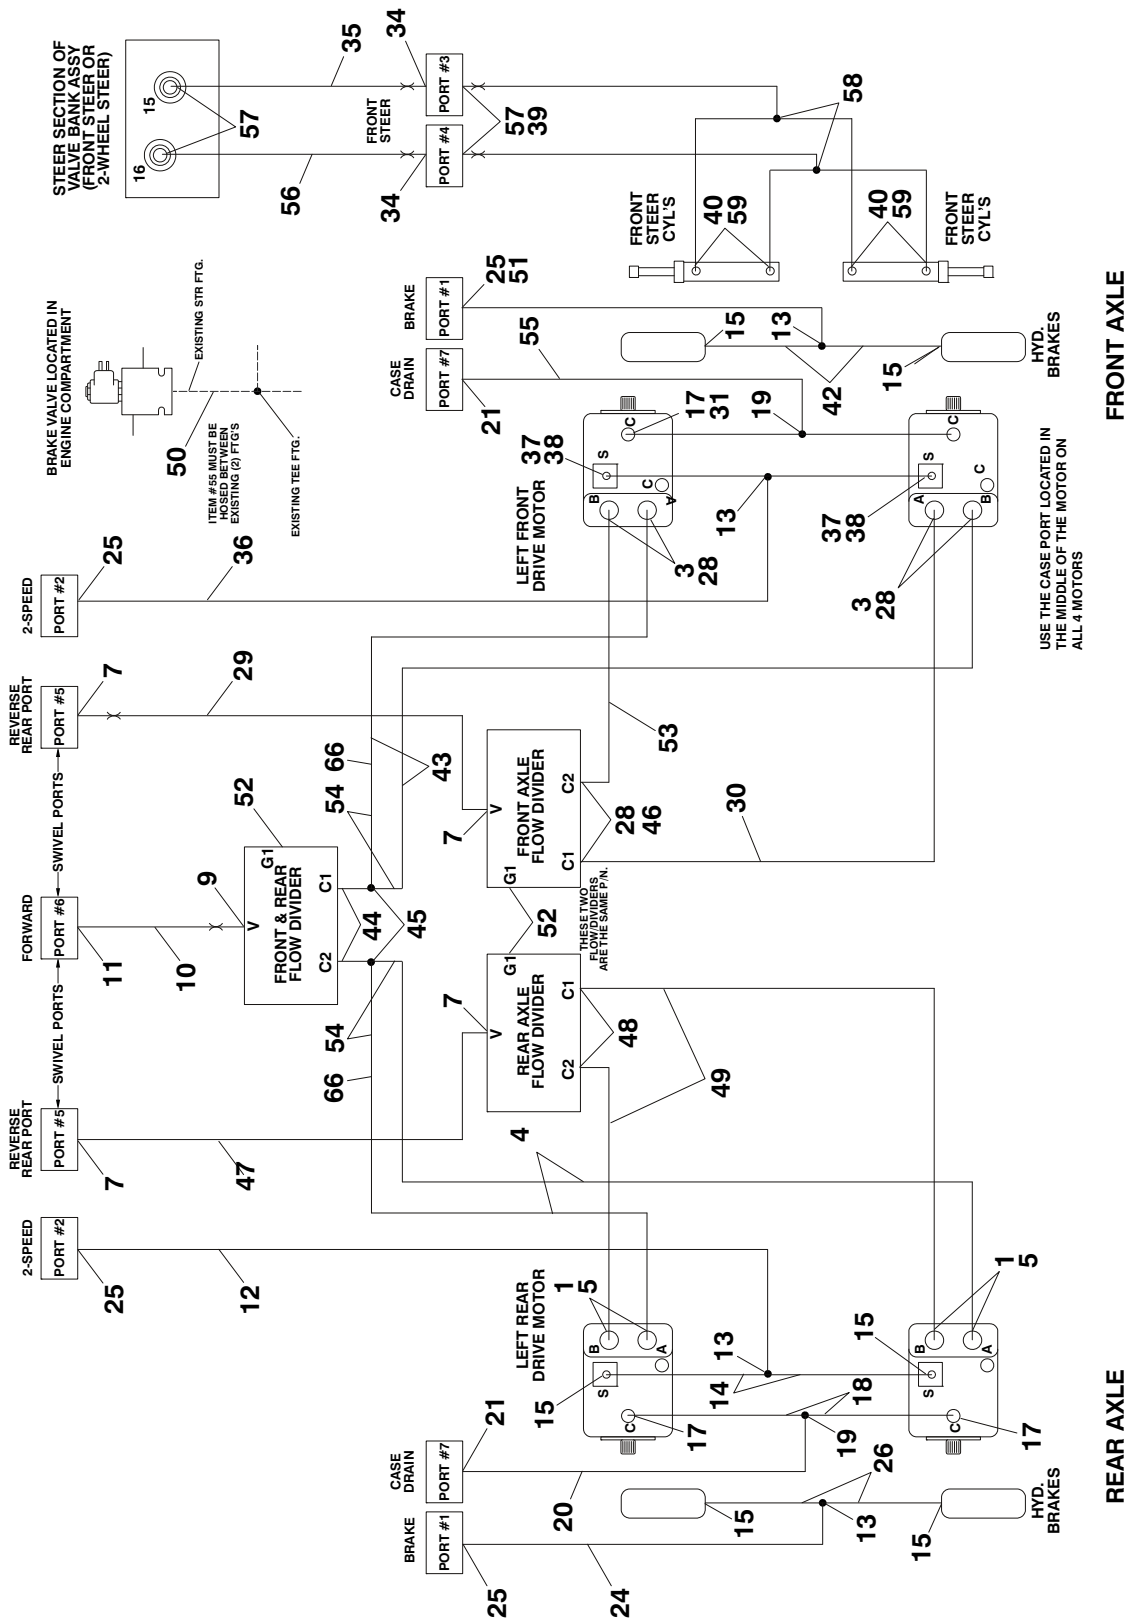 STEER SECTION OF
VALVE BANK ASSY
(FRONT STEER OR
2-WHEEL STEER)
16
15
57
56
35
FRONT
STEER
34
34
PORT #4
PORT #3
57
39
58
FRONT
STEER
CYL'S
40
59
40
59
FRONT
STEER
CYL'S
BRAKE VALVE LOCATED IN
ENGINE COMPARTMENT
EXISTING STR FTG.
50
ITEM #55 MUST BE
HOSED BETWEEN
EXISTING (2) FTG'S
EXISTING TEE FTG.
CASE
DRAIN
PORT #7
21
BRAKE
PORT #1
25
51
55
15
13
42
15
HYD.
BRAKES
2-SPEED
PORT #2
25
36
LEFT FRONT
DRIVE MOTOR
37
38
17
31
19
13
B
A
S
C
C
3
28
37
38
A
B
S
C
C
3
28
USE THE CASE PORT LOCATED IN
THE MIDDLE OF THE MOTOR ON
ALL 4 MOTORS
FRONT AXLE
REVERSE
REAR PORT
PORT #5
7
29
SWIVEL PORTS
FORWARD
PORT #6
11
10
9
52
V
G1
FRONT & REAR
FLOW DIVIDER
C2
C1
44
45
54
66
43
54
66
SWIVEL PORTS
REVERSE
REAR PORT
PORT #5
7
47
7
V
G1
FRONT AXLE
FLOW DIVIDER
C1
C2
28
46
53
30
52
THESE TWO
FLOW/DIVIDERS
ARE THE SAME P/N.
7
V
G1
REAR AXLE
FLOW DIVIDER
C2
C1
48
49
4
2-SPEED
PORT #2
25
12
LEFT REAR
DRIVE MOTOR
1
5
B
A
S
C
15
13
14
15
17
18
19
17
1
5
B
A
S
C
CASE
DRAIN
PORT #7
21
20
BRAKE
PORT #1
25
24
15
26
13
15
HYD.
BRAKES
REAR AXLE